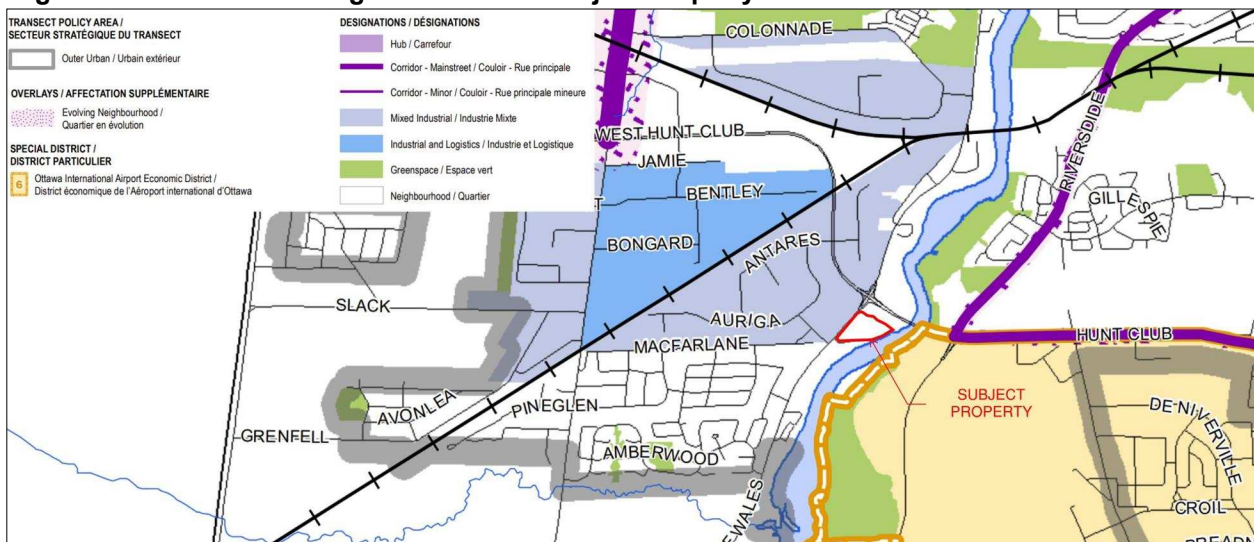 TRANSECT POLICY AREA /
SECTEUR STRATÉGIQUE DU TRANSECT
Outer Urban / Urbain extérieur
OVERLAYS / AFFECTATION SUPPLÉMENTAIRE
Evolving Neighbourhood /
Quartier en évolution
SPECIAL DISTRICT /
DISTRICT PARTICULIER
6
Ottawa International Airport Economic District /
District économique de l'Aéroport international d'Ottawa
DESIGNATIONS / DÉSIGNATIONS
Hub / Carrefour
Corridor - Mainstreet / Couloir - Rue principale
Corridor - Minor / Couloir - Rue principale mineure
Mixed Industrial / Industrie Mixte
Industrial and Logistics / Industrie et Logistique
Greenspace / Espace vert
Neighbourhood / Quartier
COLONNADE
WEST HUNT CLUB
JAMIE
BENTLEY
BONGARD
ANTARES
RIVERSDIDE
GILLESPIE
SLACK
AURIGA
MACFARLANE
HUNT CLUB
SUBJECT
PROPERTY
AVONLEA
PINEGLEN
GRENFELL
AMBERWOOD
DE NIVERVILLE
CROIL